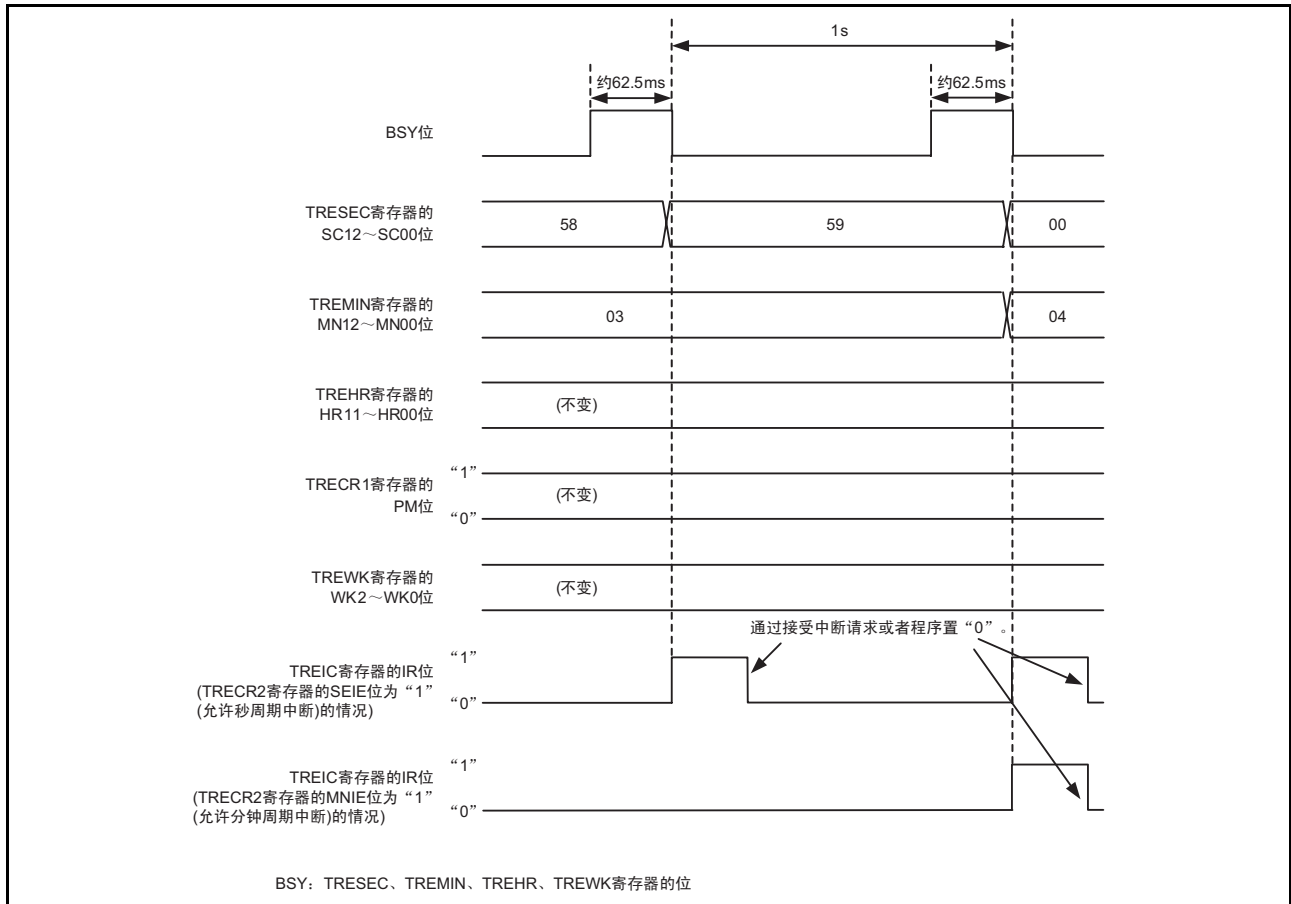 1s
约62.5ms
约62.5ms
BSY位
TRESEC寄存器的
SC12～SC00位
58
59
00
TREMIN寄存器的
MN12～MN00位
03
04
TREHR寄存器的
HR11～HR00位
(不变)
TRECR1寄存器的
PM位
“1”
“0”
(不变)
TREWK寄存器的
WK2～WK0位
(不变)
通过接受中断请求或者程序置“0”。
TREIC寄存器的IR位
(TRECR2寄存器的SEIE位为“1”
(允许秒周期中断)的情况)
“1”
“0”
TREIC寄存器的IR位
(TRECR2寄存器的MNIE位为“1”
(允许分钟周期中断)的情况)
“1”
“0”
BSY：TRESEC、TREMIN、TREHR、TREWK寄存器的位